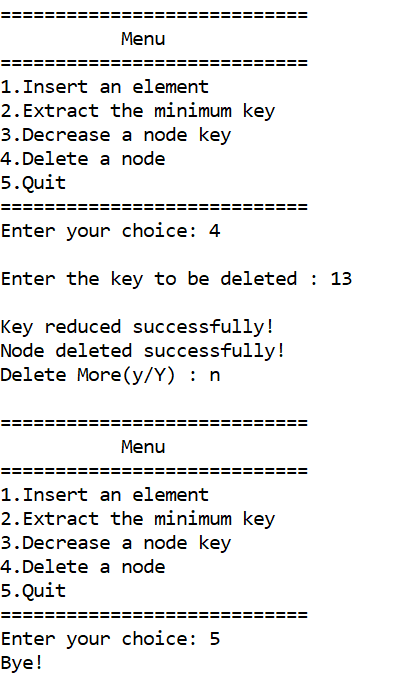 ============================
Menu
============================
1.Insert an element
2.Extract the minimum key
3.Decrease a node key
4.Delete a node
5.Quit
============================
Enter your choice: 4
Enter the key to be deleted : 13
Key reduced successfully!
Node deleted successfully!
Delete More(y/Y) : n
============================
Menu
============================
1.Insert an element
2.Extract the minimum key
3.Decrease a node key
4.Delete a node
5.Quit
============================
Enter your choice: 5
Bye!